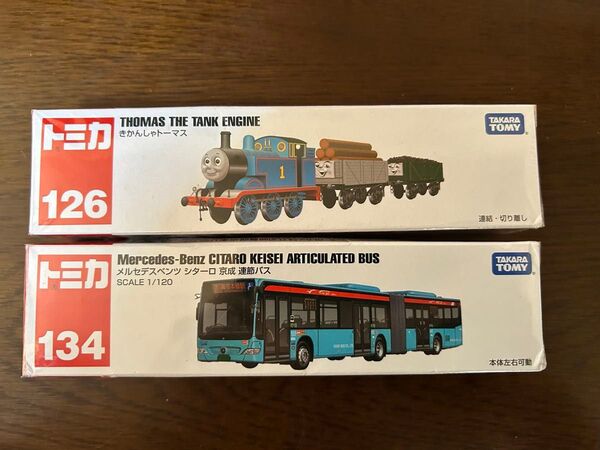 トミカ
126
THOMAS THE TANK ENGINE
きかんしゃトーマス
1
TAKARA
TOMY
連結・切り離し
トミカ
134
Mercedes-Benz CITARO KEISEI ARTICULATED BUS
メルセデスベンツ シターロ 京成 連節バス
SCALE 1/120
TAKARA
TOMY
本体左右可動